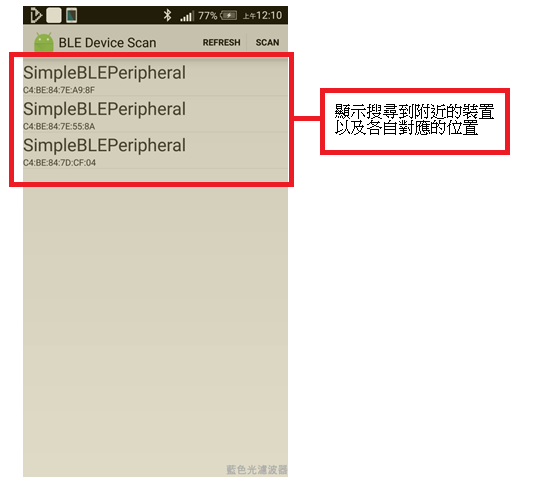 77% 上午12:10
BLE Device Scan REFRESH SCAN
SimpleBLEPeripheral
C4:BE:84:7E:A9:8F
SimpleBLEPeripheral
C4:BE:84:7E:55:8A
SimpleBLEPeripheral
C4:BE:84:7D:CF:04
顯示搜尋到附近的裝置
以及各自對應的位置
藍色光濾波器